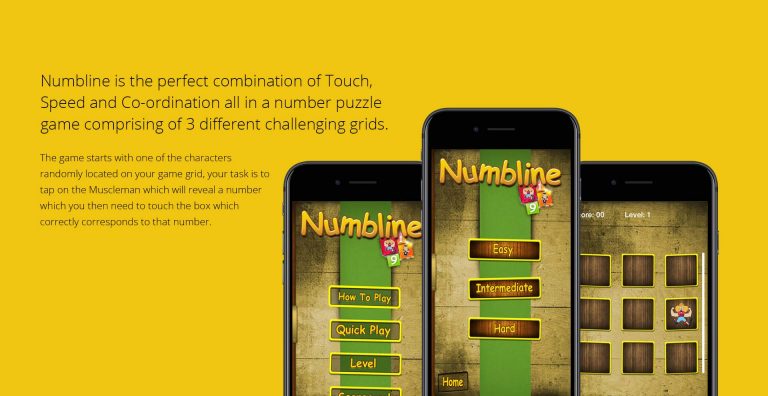 Numbline is the perfect combination of Touch,
Speed and Co-ordination all in a number puzzle
game comprising of 3 different challenging grids.
The game starts with one of the characters
randomly located on your game grid, your task is to
tap on the Muscleman which will reveal a number
which you then need to touch the box which
correctly corresponds to that number.
Numbline
9
How To Play
Quick Play
Level
Numbline
9
Easy
Intermediate
Hard
Home
ore: 00 Level: 1